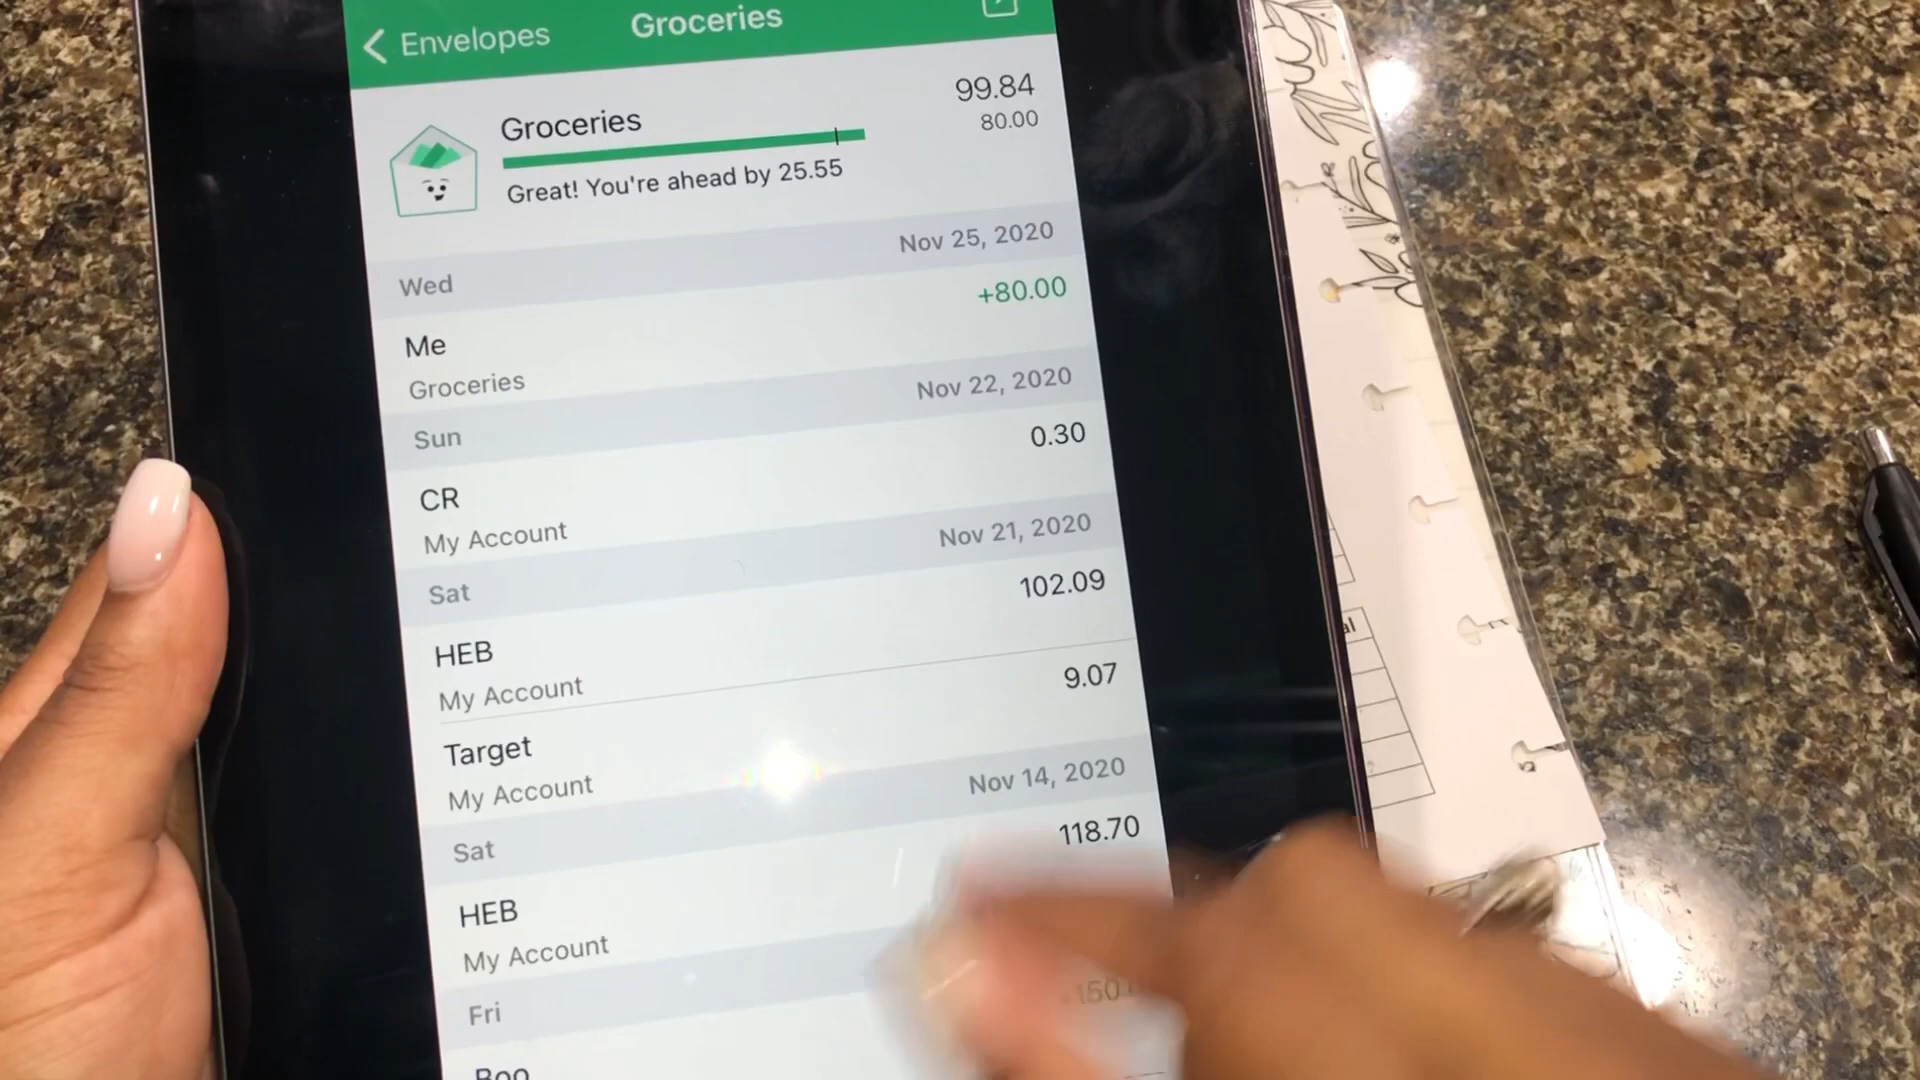 Envelopes Groceries
Groceries 99.84
80.00
Great! You're ahead by 25.55
Wed Nov 25, 2020
Me +80.00
Groceries
Sun Nov 22, 2020
CR 0.30
My Account
Sat Nov 21, 2020
HEB 102.09
My Account
Target 9.07
My Account
Sat Nov 14, 2020
HEB 118.70
My Account
Fri
al